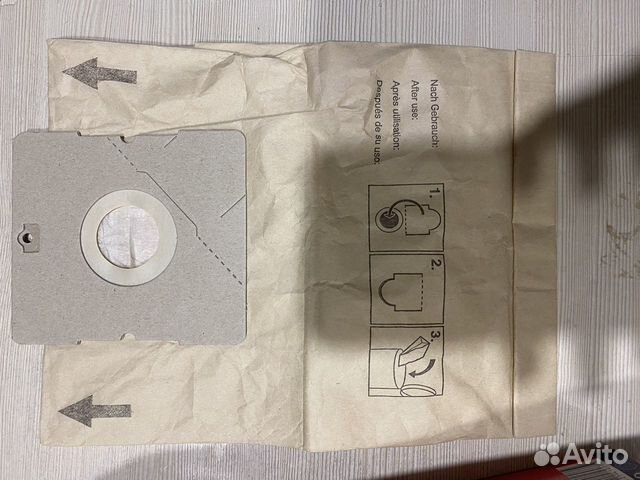 Nach Gebrauch:
After use:
Après utilisation:
Después de su uso:
1.
2.
3.
Avito